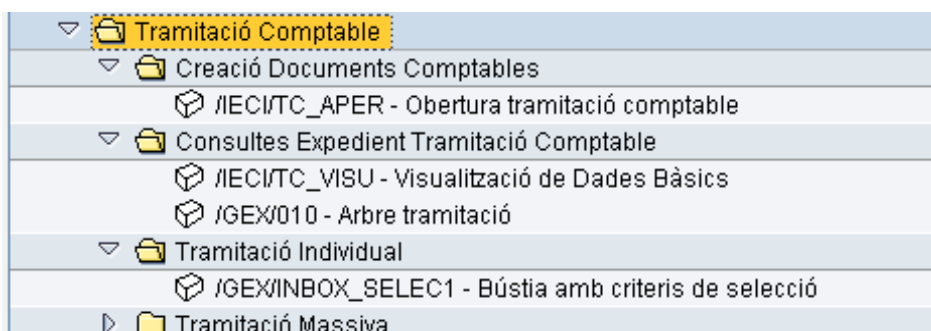 Tramitació Comptable
Creació Documents Comptables
/IECI/TC_APER - Obertura tramitació comptable
Consultes Expedient Tramitació Comptable
/IECI/TC_VISU - Visualització de Dades Bàsics
/GEX/010 - Arbre tramitació
Tramitació Individual
/GEX/INBOX_SELEC1 - Bústia amb criteris de selecció
Tramitació Massiva